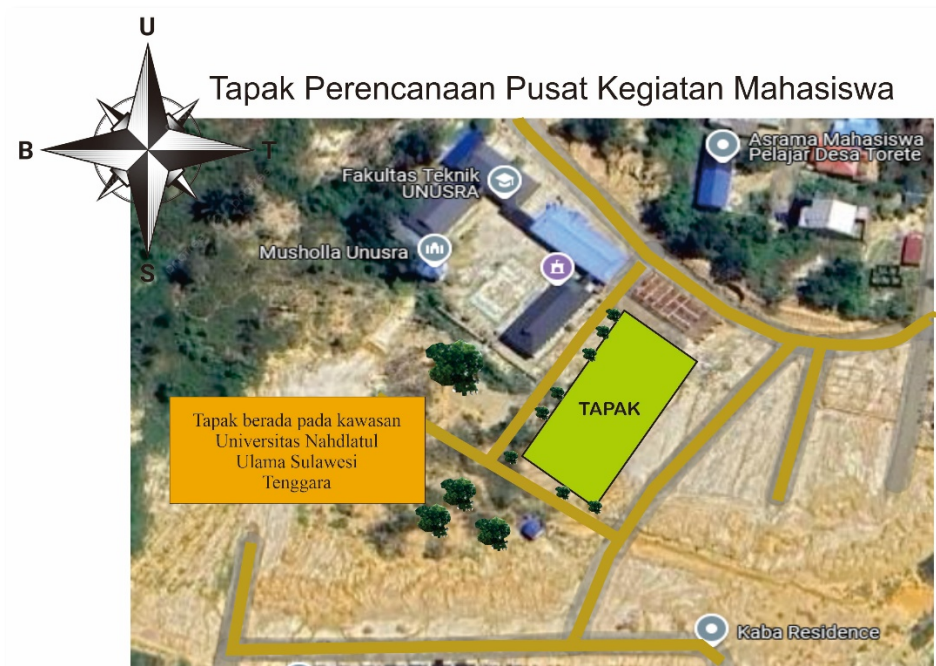 U
Tapak Perencanaan Pusat Kegiatan Mahasiswa
B
T
S
Asrama Mahasiswa
Pelajar Desa Torete
Fakultas Teknik
UNUSRA
Musholla Unusra
TAPAK
Tapak berada pada kawasan
Universitas Nahdlatul
Ulama Sulawesi
Tenggara
Kaba Residence